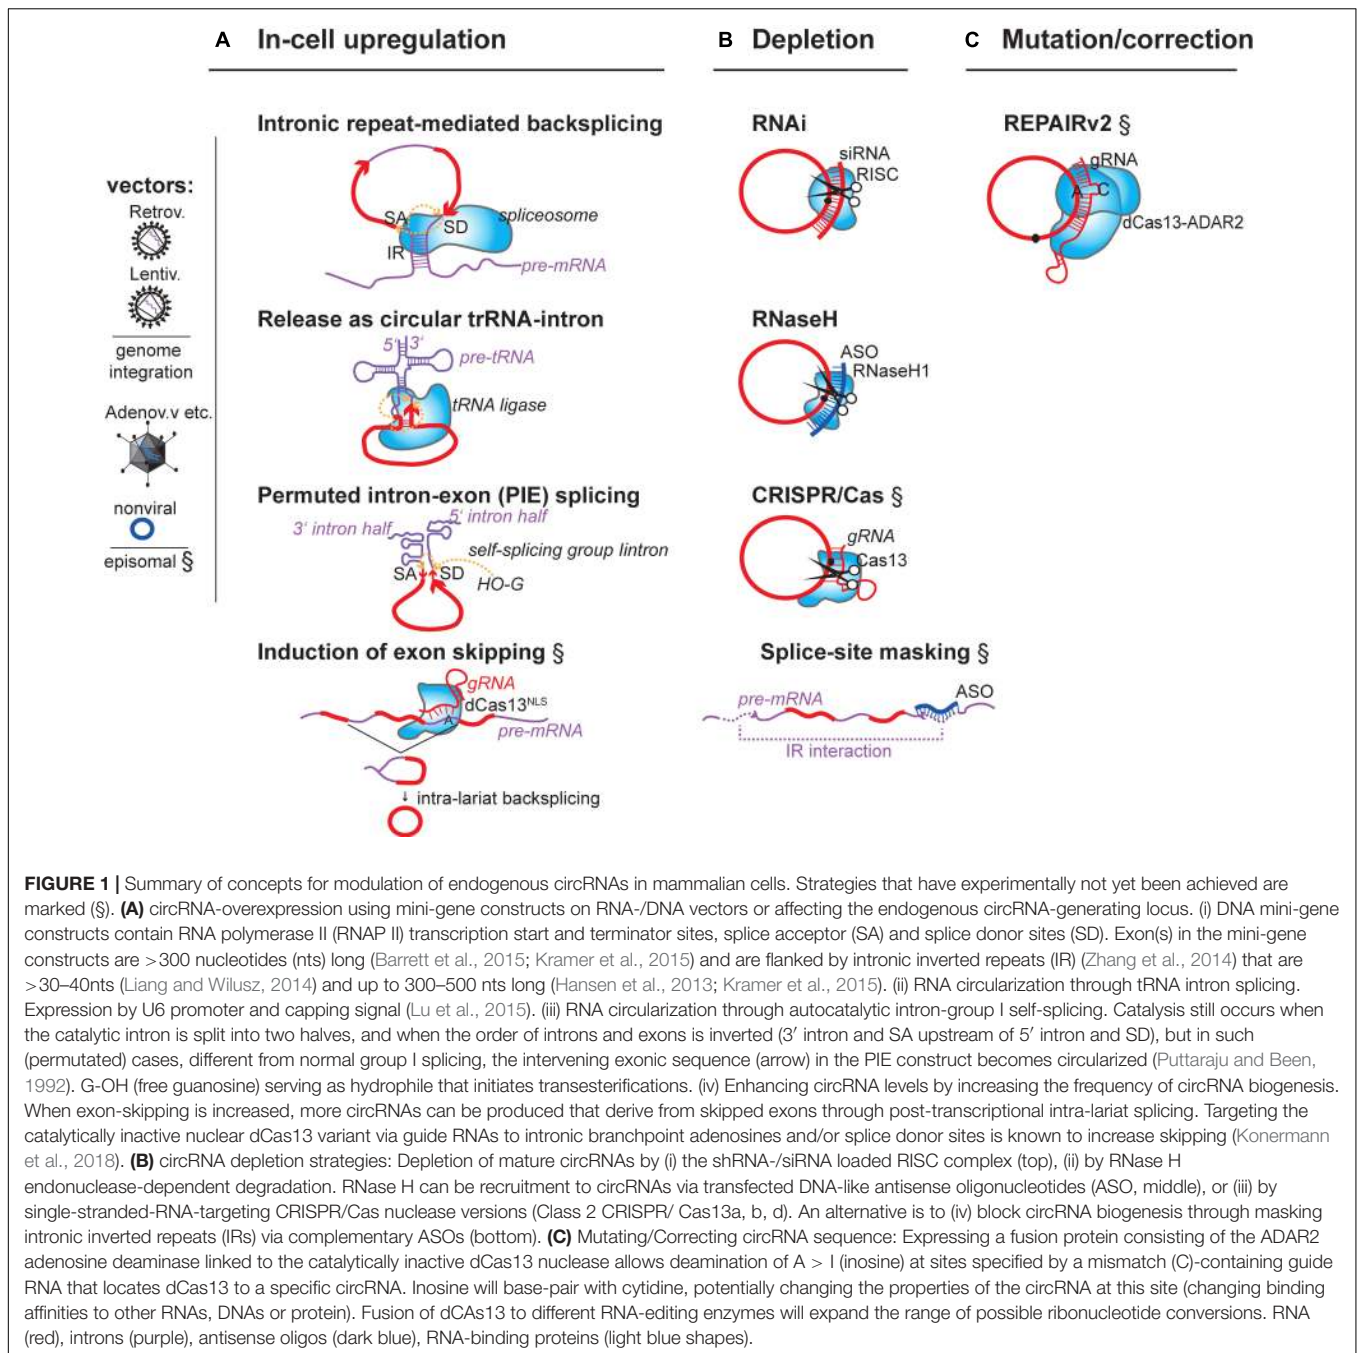 A In-cell upregulation
B Depletion
C Mutation/correction
vectors:
Retrov.
Lentiv.
genome
integration
Adenov.v etc.
nonviral
episomal §
Intronic repeat-mediated backsplicing
SA
SD
spliceosome
IR
pre-mRNA
Release as circular trRNA-intron
5' 3'
pre-tRNA
tRNA ligase
Permuted intron-exon (PIE) splicing
3' intron half
5' intron half
self-splicing group Iintron
SA SD
HO-G
Induction of exon skipping §
gRNA
dCas13NLS
A
pre-mRNA
↓ intra-lariat backsplicing
RNAi
siRNA
RISC
RNaseH
ASO
RNaseH1
CRISPR/Cas §
gRNA
Cas13
Splice-site masking §
pre-mRNA
ASO
IR interaction
REPAIRv2 §
gRNA
A C
dCas13-ADAR2
FIGURE 1 | Summary of concepts for modulation of endogenous circRNAs in mammalian cells. Strategies that have experimentally not yet been achieved are
marked (§). (A) circRNA-overexpression using mini-gene constructs on RNA-/DNA vectors or affecting the endogenous circRNA-generating locus. (i) DNA mini-gene
constructs contain RNA polymerase II (RNAP II) transcription start and terminator sites, splice acceptor (SA) and splice donor sites (SD). Exon(s) in the mini-gene
constructs are >300 nucleotides (nts) long (Barrett et al., 2015; Kramer et al., 2015) and are flanked by intronic inverted repeats (IR) (Zhang et al., 2014) that are
>30–40nts (Liang and Wilusz, 2014) and up to 300–500 nts long (Hansen et al., 2013; Kramer et al., 2015). (ii) RNA circularization through tRNA intron splicing.
Expression by U6 promoter and capping signal (Lu et al., 2015). (iii) RNA circularization through autocatalytic intron-group I self-splicing. Catalysis still occurs when
the catalytic intron is split into two halves, and when the order of introns and exons is inverted (3′ intron and SA upstream of 5′ intron and SD), but in such
(permutated) cases, different from normal group I splicing, the intervening exonic sequence (arrow) in the PIE construct becomes circularized (Puttaraju and Been,
1992). G-OH (free guanosine) serving as hydrophile that initiates transesterifications. (iv) Enhancing circRNA levels by increasing the frequency of circRNA biogenesis.
When exon-skipping is increased, more circRNAs can be produced that derive from skipped exons through post-transcriptional intra-lariat splicing. Targeting the
catalytically inactive nuclear dCas13 variant via guide RNAs to intronic branchpoint adenosines and/or splice donor sites is known to increase skipping (Konermann
et al., 2018). (B) circRNA depletion strategies: Depletion of mature circRNAs by (i) the shRNA-/siRNA loaded RISC complex (top), (ii) by RNase H
endonuclease-dependent degradation. RNase H can be recruitment to circRNAs via transfected DNA-like antisense oligonucleotides (ASO, middle), or (iii) by
single-stranded-RNA-targeting CRISPR/Cas nuclease versions (Class 2 CRISPR/ Cas13a, b, d). An alternative is to (iv) block circRNA biogenesis through masking
intronic inverted repeats (IRs) via complementary ASOs (bottom). (C) Mutating/Correcting circRNA sequence: Expressing a fusion protein consisting of the ADAR2
adenosine deaminase linked to the catalytically inactive dCas13 nuclease allows deamination of A > I (inosine) at sites specified by a mismatch (C)-containing guide
RNA that locates dCas13 to a specific circRNA. Inosine will base-pair with cytidine, potentially changing the properties of the circRNA at this site (changing binding
affinities to other RNAs, DNAs or protein). Fusion of dCAs13 to different RNA-editing enzymes will expand the range of possible ribonucleotide conversions. RNA
(red), introns (purple), antisense oligos (dark blue), RNA-binding proteins (light blue shapes).